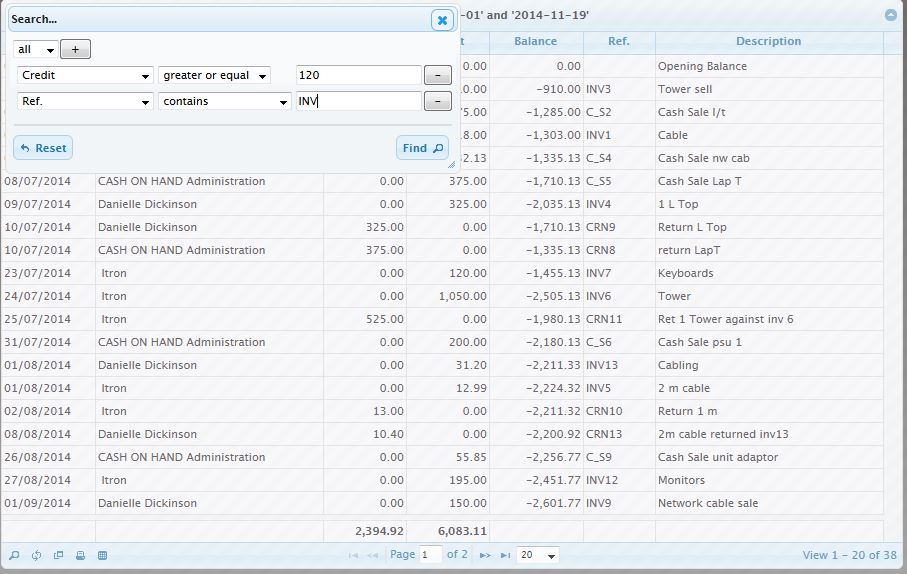 Search... -01' and '2014-11-19'
all +
t Balance Ref. Description
Credit greater or equal 120 -
0.00 0.00 Opening Balance
Ref. contains INV -
0.00 -910.00 INV3 Tower sell
75.00 -1,285.00 C_S2 Cash Sale l/t
8.00 -1,303.00 INV1 Cable
Reset Find
2.13 -1,335.13 C_S4 Cash Sale nw cab
08/07/2014 CASH ON HAND Administration 0.00 375.00 -1,710.13 C_S5 Cash Sale Lap T
09/07/2014 Danielle Dickinson 0.00 325.00 -2,035.13 INV4 1 L Top
10/07/2014 Danielle Dickinson 325.00 0.00 -1,710.13 CRN9 Return L Top
10/07/2014 CASH ON HAND Administration 375.00 0.00 -1,335.13 CRN8 return LapT
23/07/2014 Itron 0.00 120.00 -1,455.13 INV7 Keyboards
24/07/2014 Itron 0.00 1,050.00 -2,505.13 INV6 Tower
25/07/2014 Itron 525.00 0.00 -1,980.13 CRN11 Ret 1 Tower against inv 6
31/07/2014 CASH ON HAND Administration 0.00 200.00 -2,180.13 C_S6 Cash Sale psu 1
01/08/2014 Danielle Dickinson 0.00 31.20 -2,211.33 INV13 Cabling
01/08/2014 Itron 0.00 12.99 -2,224.32 INV5 2 m cable
02/08/2014 Itron 13.00 0.00 -2,211.32 CRN10 Return 1 m
08/08/2014 Danielle Dickinson 10.40 0.00 -2,200.92 CRN13 2m cable returned inv13
26/08/2014 CASH ON HAND Administration 0.00 55.85 -2,256.77 C_S9 Cash Sale unit adaptor
27/08/2014 Itron 0.00 195.00 -2,451.77 INV12 Monitors
01/09/2014 Danielle Dickinson 0.00 150.00 -2,601.77 INV9 Network cable sale
2,394.92 6,083.11
Page 1 of 2 20 View 1 - 20 of 38